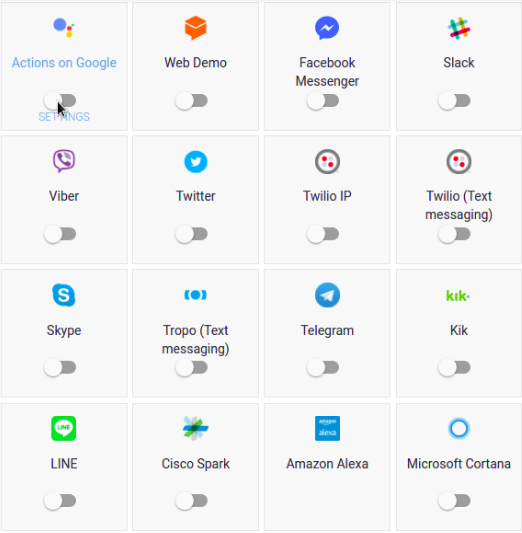 Actions on Google
SETTINGS
Web Demo
Facebook
Messenger
Slack
Viber
Twitter
Twilio IP
Twilio (Text
messaging)
Skype
Tropo (Text
messaging)
Telegram
kik.
Kik
LINE
LINE
Cisco Spark
amazon
alexa
Amazon Alexa
Microsoft Cortana